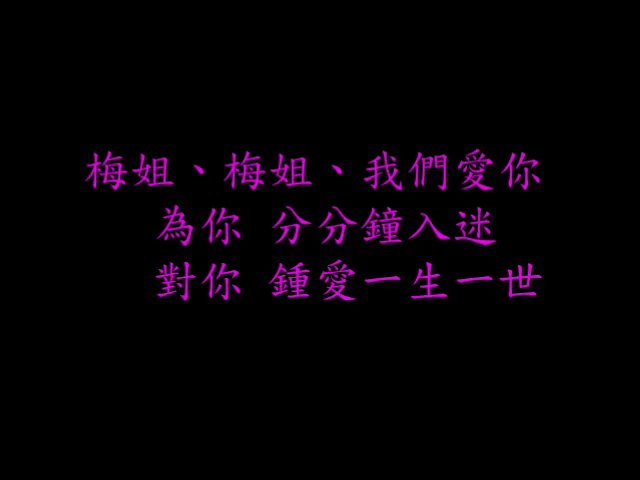 梅姐、梅姐、我們愛你
為你 分分鐘入迷
對你 鍾愛一生一世